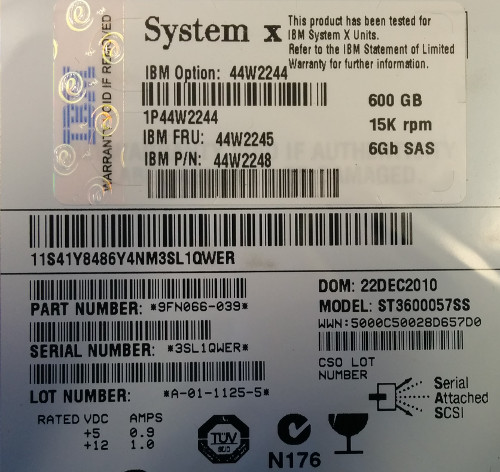 System x
This product has been tested for
IBM System X Units.
Refer to the IBM Statement of Limited
Warranty for further information.
IBM
WARRANTY VOID IF REMOVED
IBM Option: 44W2244
1P44W2244
IBM FRU: 44W2245
IBM P/N: 44W2248
600 GB
15K rpm
6Gb SAS
11S41Y8486Y4NM3SL1QWER
PART NUMBER: *9FN066-039*
SERIAL NUMBER: *3SL1QWER*
LOT NUMBER: *A-01-1125-5*
DOM: 22DEC2010
MODEL: ST3600057SS
WWN:5000C50028D657D0
CSO LOT
NUMBER
Serial
Attached
SCSI
RATED VDC AMPS
+5 0.9
+12 1.0
TÜV
N176